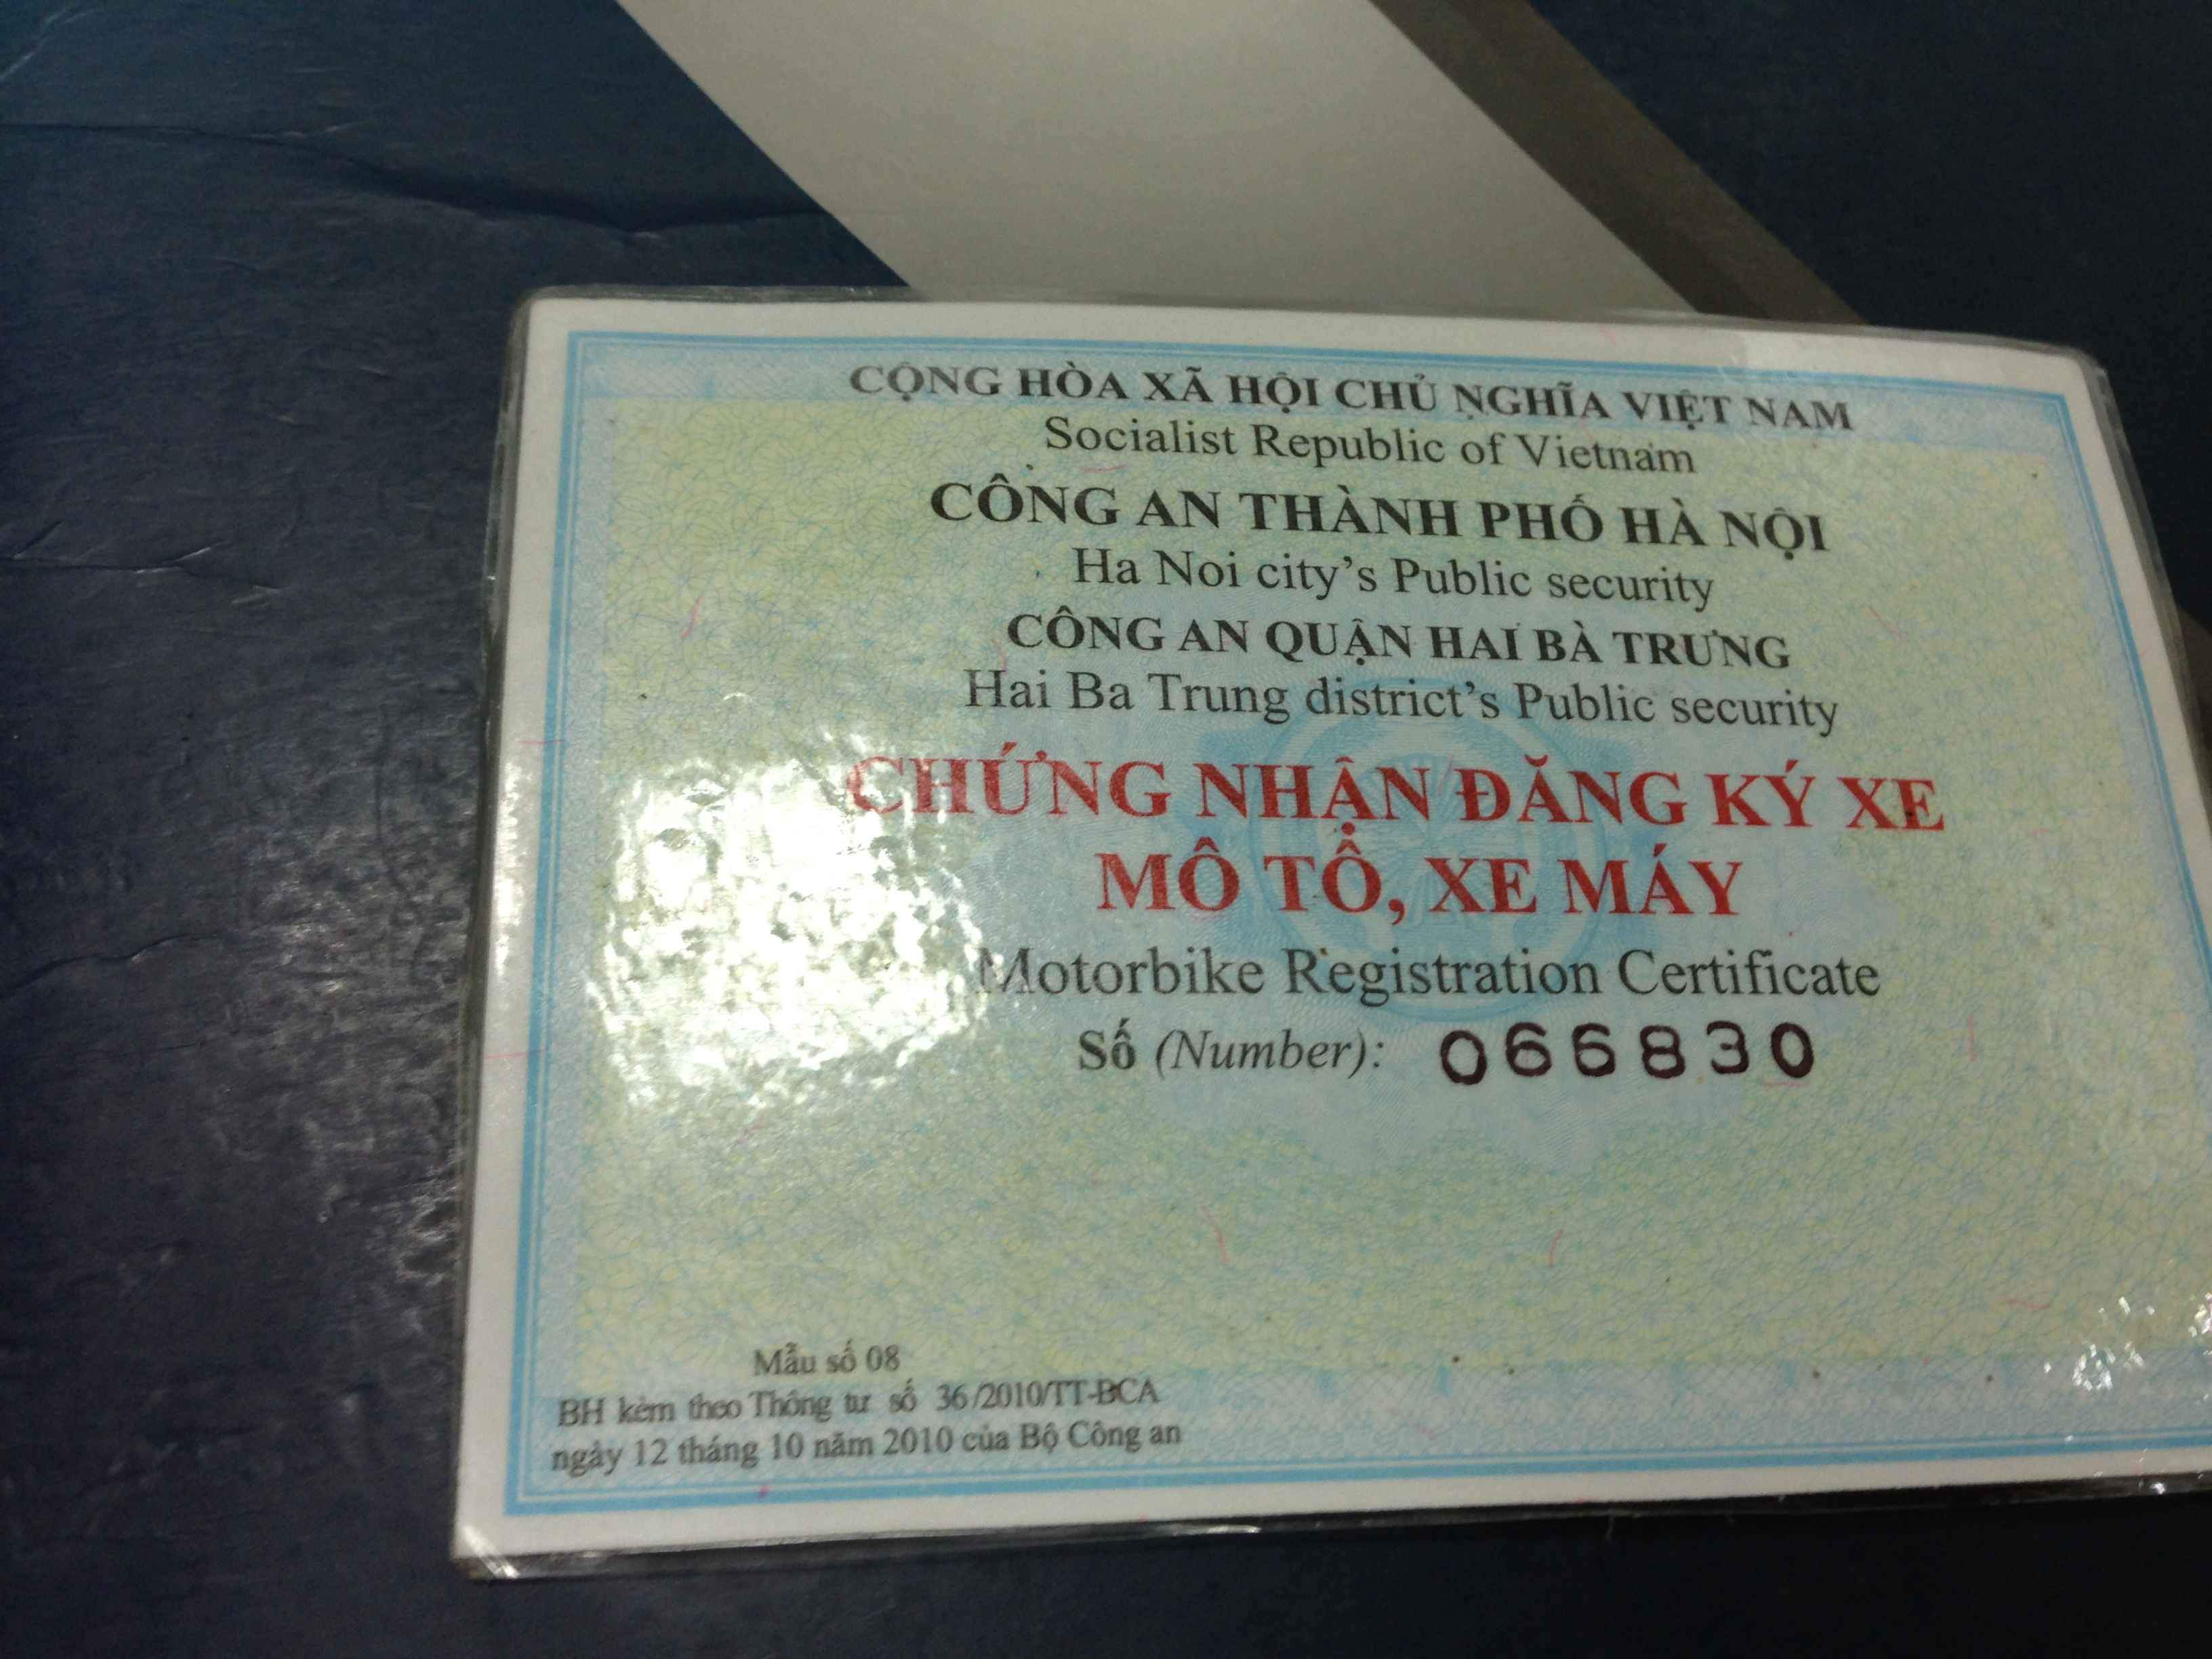 CỘNG HÒA XÃ HỘI CHỦ NGHĨA VIỆT NAM
Socialist Republic of Vietnam
CÔNG AN THÀNH PHỐ HÀ NỘI
Ha Noi city's Public security
CÔNG AN QUẬN HAI BÀ TRƯNG
Hai Ba Trung district's Public security
CHỨNG NHẬN ĐĂNG KÝ XE
MÔ TÔ, XE MÁY
Motorbike Registration Certificate
Số (Number): 066830
Mẫu số 08
BH kèm theo Thông tư số 36/2010/TT-BCA
ngày 12 tháng 10 năm 2010 của Bộ Công an